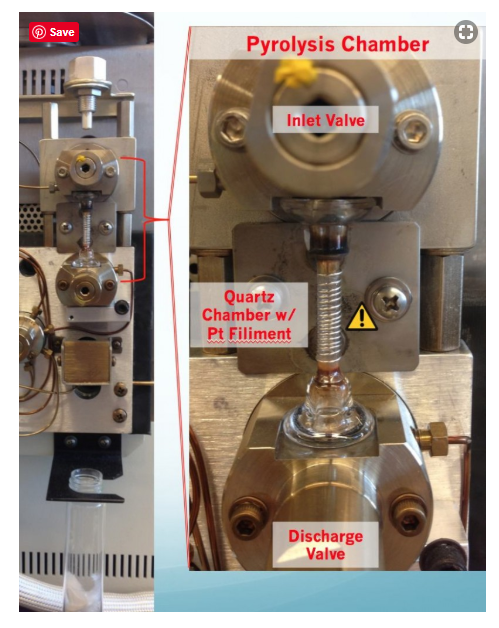 Save
Pyrolysis Chamber
Inlet Valve
Quartz
Chamber w/
Pt Filiment
Discharge
Valve